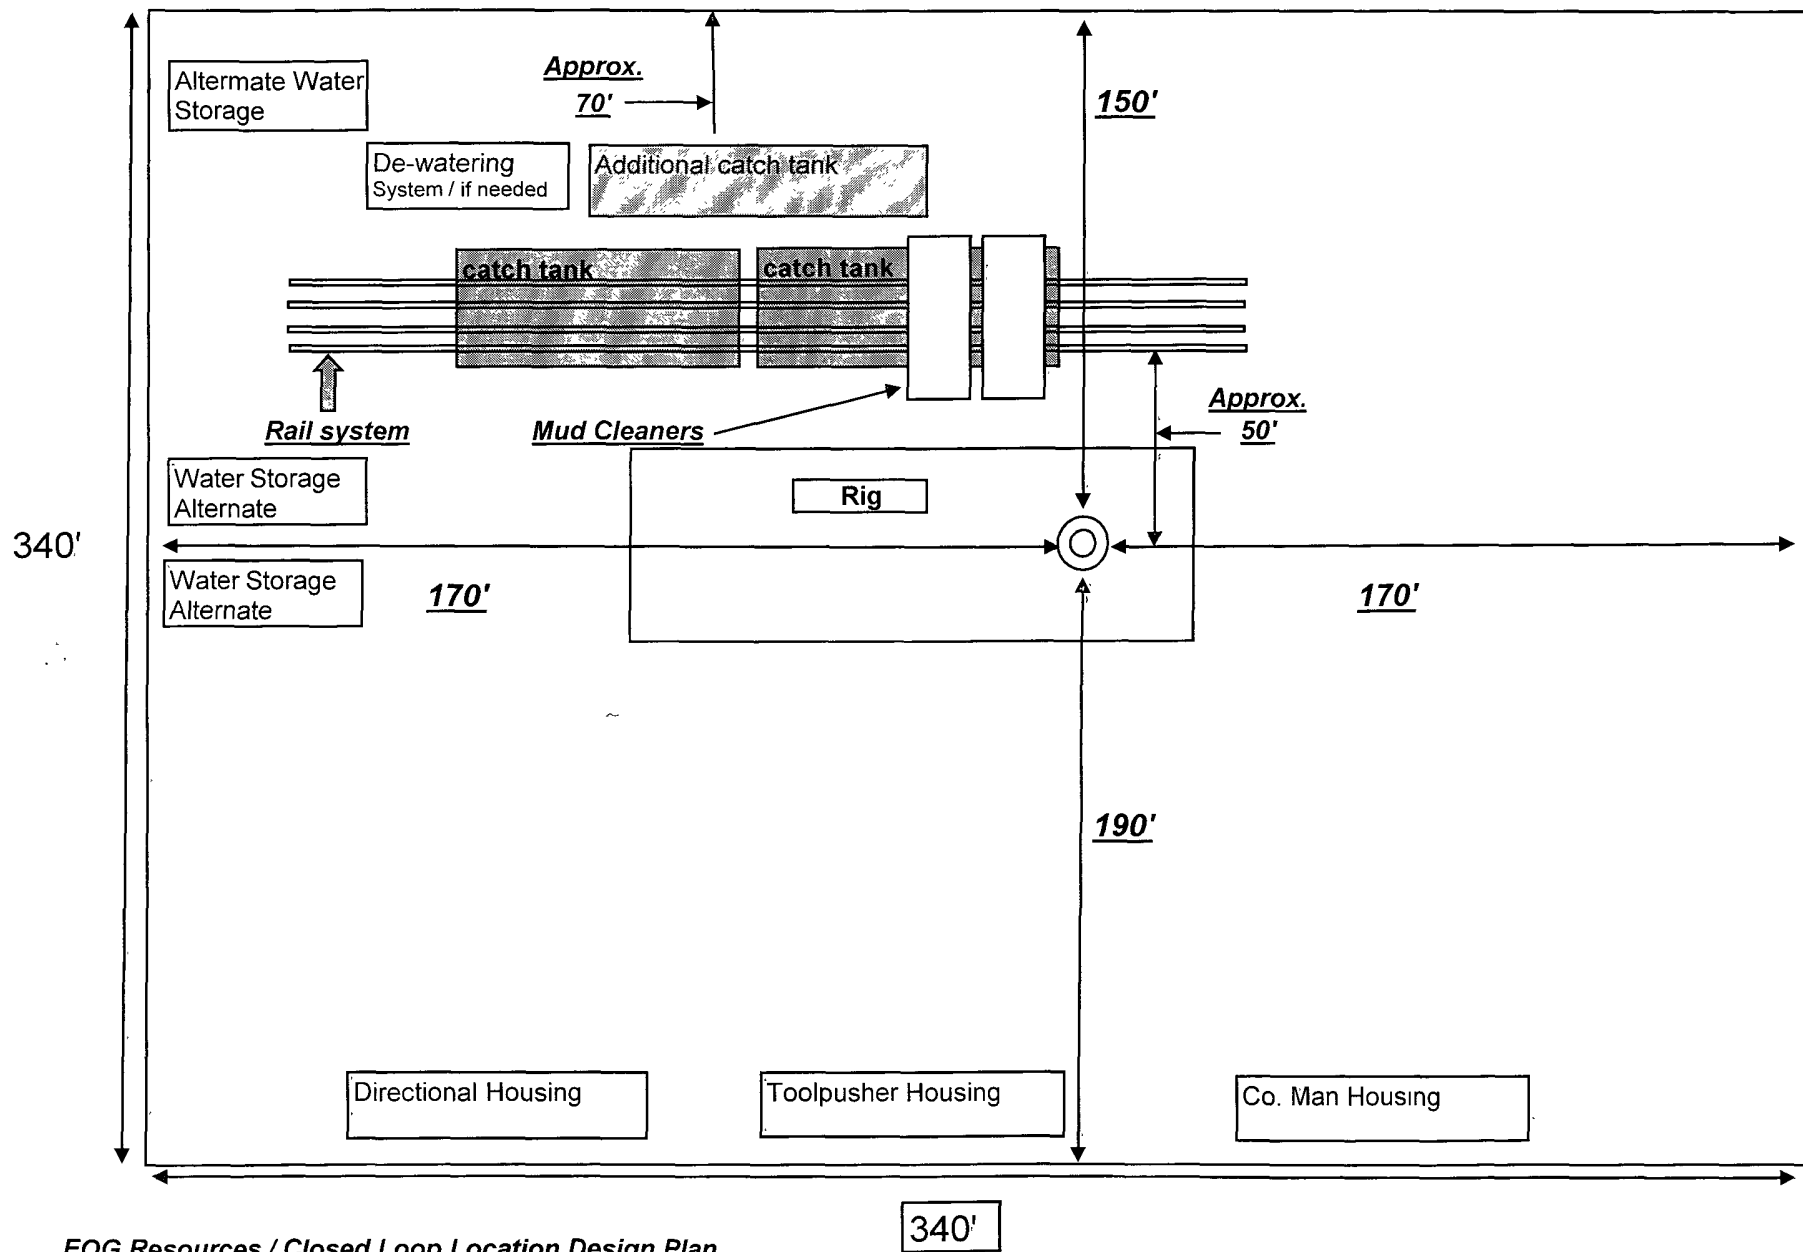 Altermate Water
Storage
Approx.
70'
150'
De-watering
System / if needed
Additional catch tank
catch tank
catch tank
Rail system
Mud Cleaners
Approx.
50'
Water Storage
Alternate
Rig
340'
Water Storage
Alternate
170'
170'
190'
Directional Housing
Toolpusher Housing
Co. Man Housing
340'
EOG Resources / Closed Loop Location Design Plan